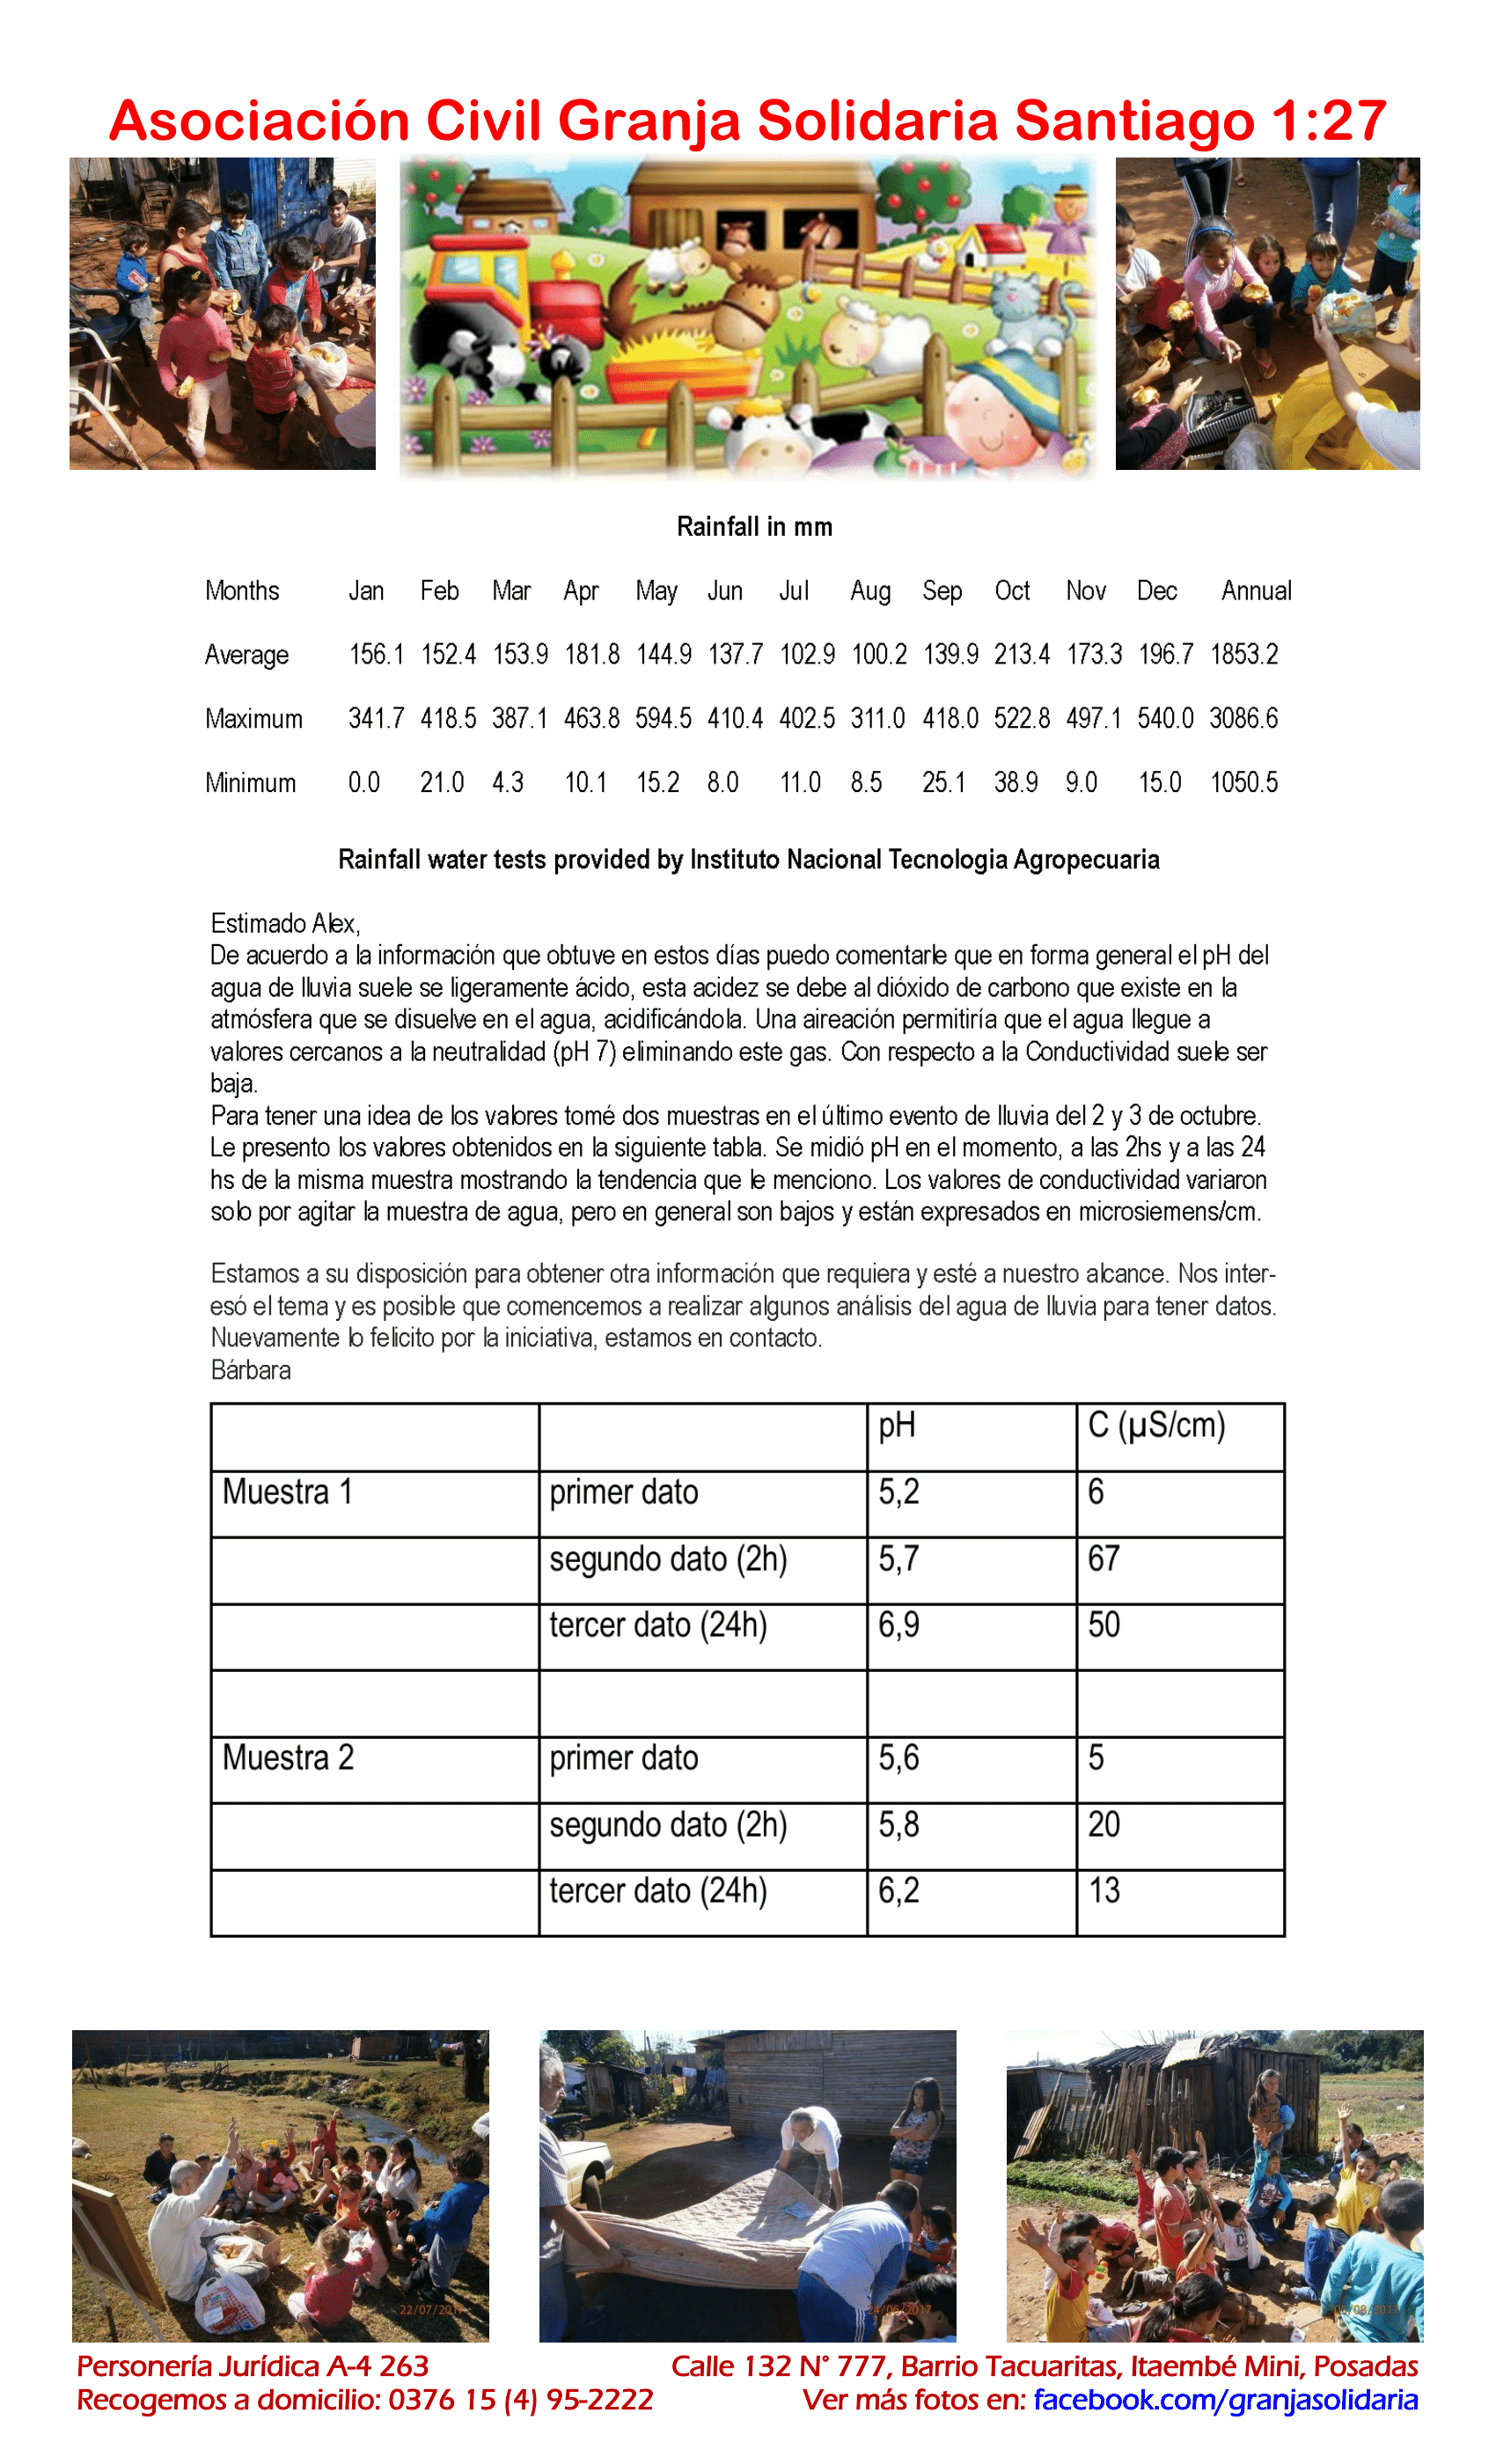 Asociación Civil Granja Solidaria Santiago 1:27
Rainfall in mm
Months Jan Feb Mar Apr May Jun Jul Aug Sep Oct Nov Dec Annual
Average 156.1 152.4 153.9 181.8 144.9 137.7 102.9 100.2 139.9 213.4 173.3 196.7 1853.2
Maximum 341.7 418.5 387.1 463.8 594.5 410.4 402.5 311.0 418.0 522.8 497.1 540.0 3086.6
Minimum 0.0 21.0 4.3 10.1 15.2 8.0 11.0 8.5 25.1 38.9 9.0 15.0 1050.5
Rainfall water tests provided by Instituto Nacional Tecnologia Agropecuaria
Estimado Alex,
De acuerdo a la información que obtuve en estos días puedo comentarle que en forma general el pH del
agua de lluvia suele se ligeramente ácido, esta acidez se debe al dióxido de carbono que existe en la
atmósfera que se disuelve en el agua, acidificándola. Una aireación permitiría que el agua llegue a
valores cercanos a la neutralidad (pH 7) eliminando este gas. Con respecto a la Conductividad suele ser
baja.
Para tener una idea de los valores tomé dos muestras en el último evento de lluvia del 2 y 3 de octubre.
Le presento los valores obtenidos en la siguiente tabla. Se midió pH en el momento, a las 2hs y a las 24
hs de la misma muestra mostrando la tendencia que le menciono. Los valores de conductividad variaron
solo por agitar la muestra de agua, pero en general son bajos y están expresados en microsiemens/cm.
Estamos a su disposición para obtener otra información que requiera y esté a nuestro alcance. Nos inter-
esó el tema y es posible que comencemos a realizar algunos análisis del agua de lluvia para tener datos.
Nuevamente lo felicito por la iniciativa, estamos en contacto.
Bárbara
pH C (µS/cm)
Muestra 1 primer dato 5,2 6
segundo dato (2h) 5,7 67
tercer dato (24h) 6,9 50
Muestra 2 primer dato 5,6 5
segundo dato (2h) 5,8 20
tercer dato (24h) 6,2 13
22/07/2017
24/06/2017
Personería Jurídica A-4 263 Calle 132 N° 777, Barrio Tacuaritas, Itaembé Mini, Posadas
Recogemos a domicilio: 0376 15 (4) 95-2222 Ver más fotos en: facebook.com/granjasolidaria